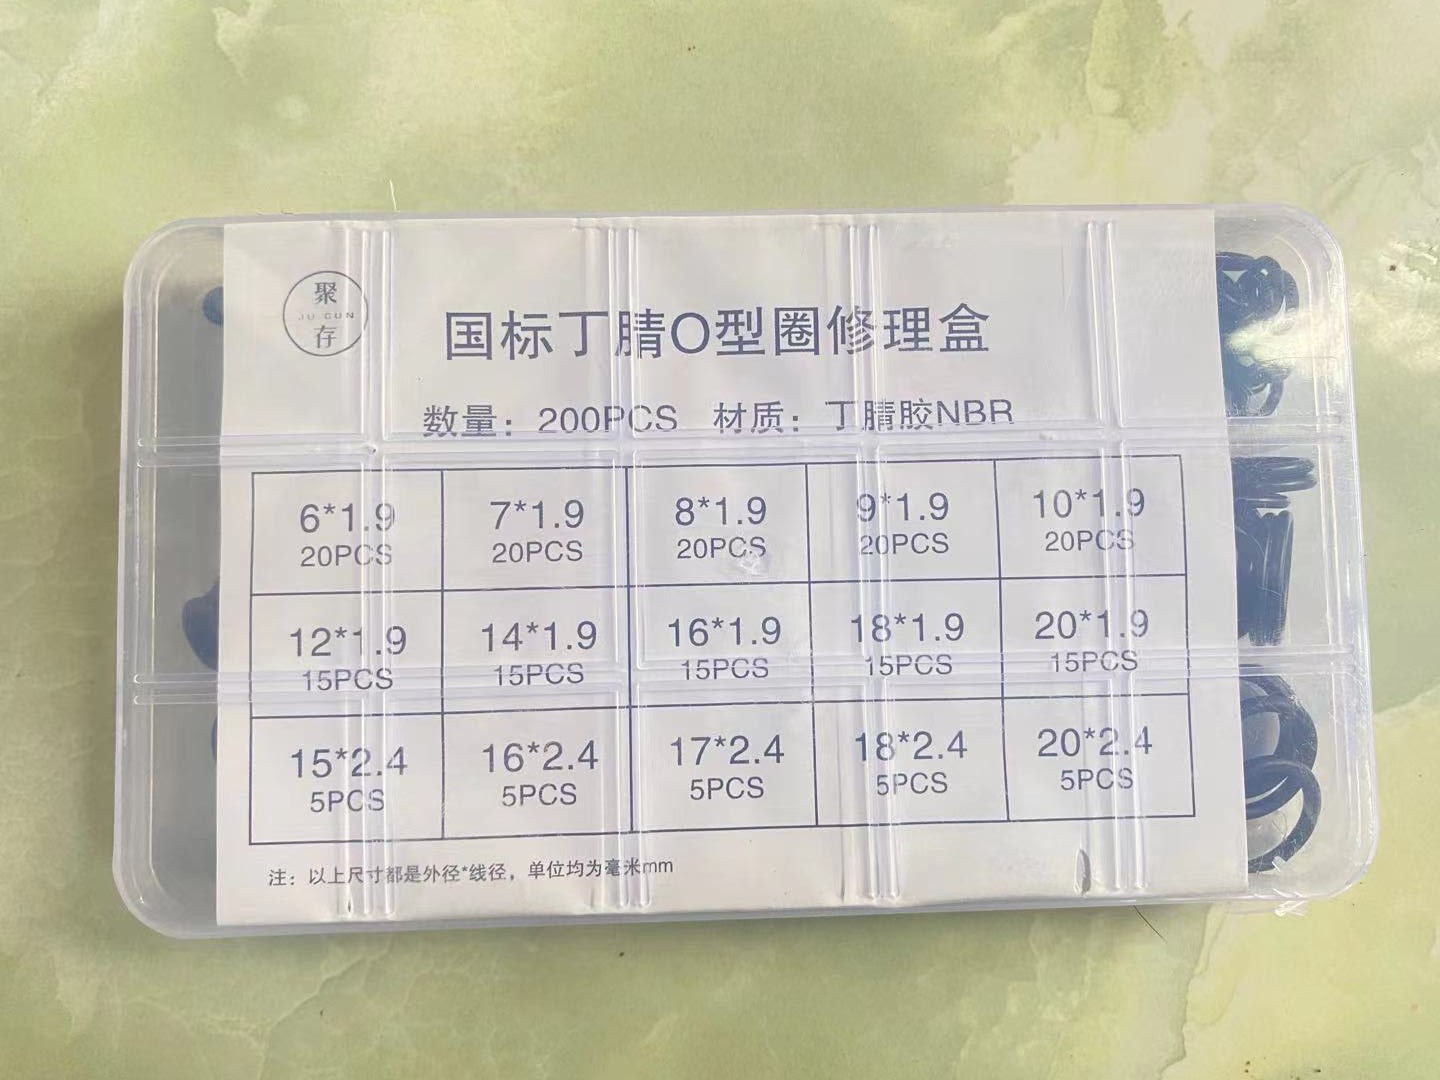 聚
JU CUN
存
国标丁腈O型圈修理盒
数量：200PCS 材质：丁腈胶NBR
6*1.9 7*1.9 8*1.9 9*1.9 10*1.9
20PCS 20PCS 20PCS 20PCS 20PCS
12*1.9 14*1.9 16*1.9 18*1.9 20*1.9
15PCS 15PCS 15PCS 15PCS 15PCS
15*2.4 16*2.4 17*2.4 18*2.4 20*2.4
5PCS 5PCS 5PCS 5PCS 5PCS
注：以上尺寸都是外径*线径，单位均为毫米mm